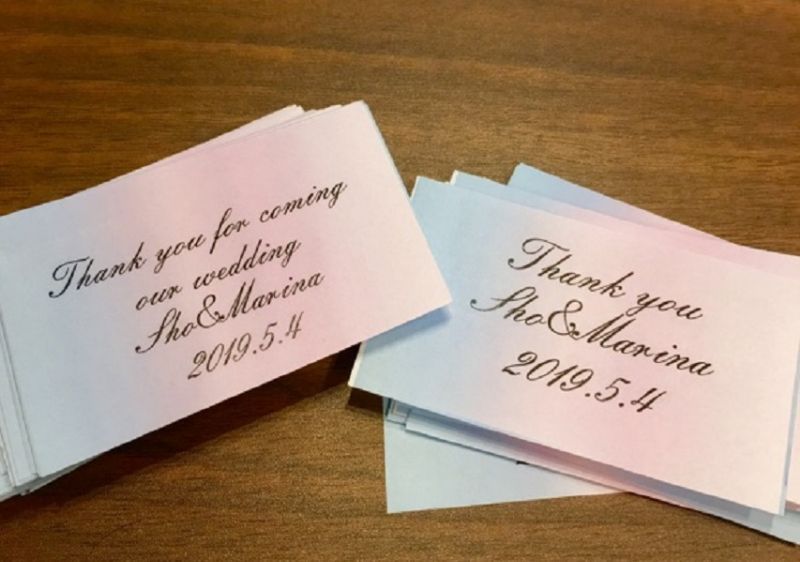 Thank you for coming
our wedding
Sho&Marina
2019.5.4
Thank you
Sho&Marina
2019.5.4